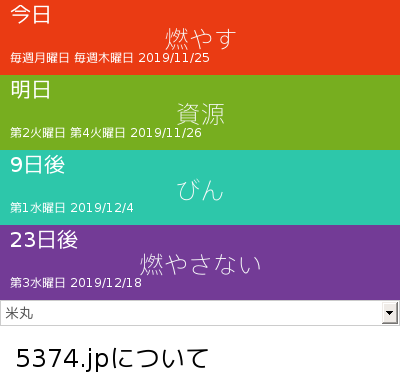 今日
燃やす
毎週月曜日 毎週木曜日 2019/11/25
明日
資源
第2火曜日 第4火曜日 2019/11/26
9日後
びん
第1水曜日 2019/12/4
23日後
燃やさない
第3水曜日 2019/12/18
米丸
5374.jpについて